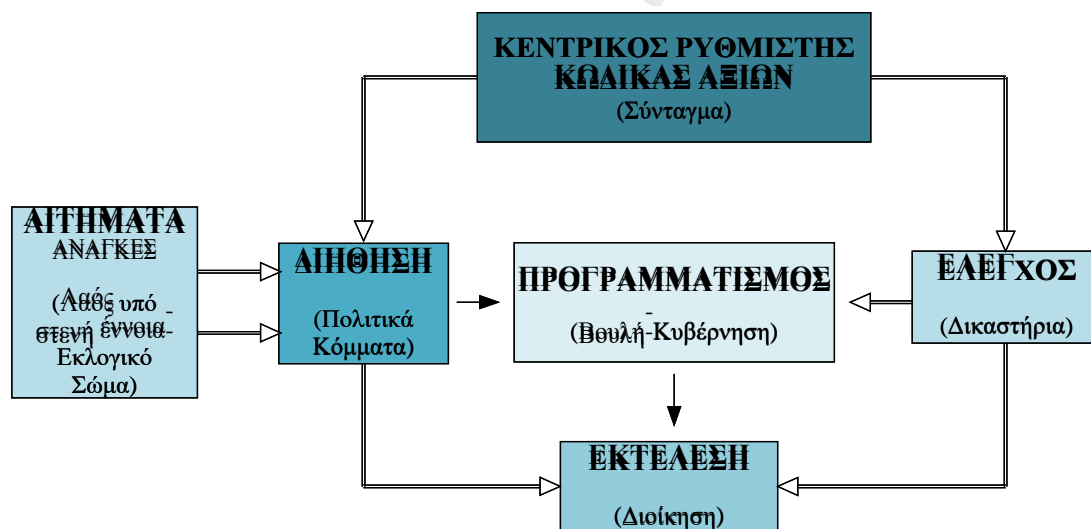 ΚΕΝΤΡΙΚΟΣ ΡΥΘΜΙΣΤΗΣ
ΚΩΔΙΚΑΣ ΑΞΙΩΝ
(Σύνταγμα)
ΑΙΤΗΜΑΤΑ
ΑΝΑΓΚΕΣ
(Λαός υπό
στενή έννοια-
Εκλογικό
Σώμα)
ΔΙΗΘΗΣΗ
(Πολιτικά
Κόμματα)
ΠΡΟΓΡΑΜΜΑΤΙΣΜΟΣ
(Βουλή-Κυβέρνηση)
ΕΛΕΓΧΟΣ
(Δικαστήρια)
ΕΚΤΕΛΕΣΗ
(Διοίκηση)